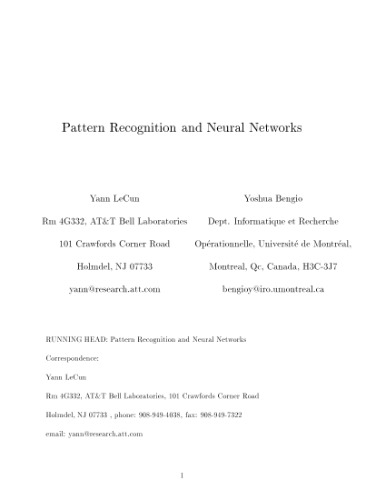 Pattern Recognition and Neural Networks
Yann LeCun
Rm 4G332, AT&T Bell Laboratories
101 Crawfords Corner Road
Holmdel, NJ 07733
yann@research.att.com
Yoshua Bengio
Dept. Informatique et Recherche
Opérationnelle, Université de Montréal,
Montreal, Qc, Canada, H3C-3J7
bengioy@iro.umontreal.ca
RUNNING HEAD: Pattern Recognition and Neural Networks
Correspondence:
Yann LeCun
Rm 4G332, AT&T Bell Laboratories, 101 Crawfords Corner Road
Holmdel, NJ 07733 , phone: 908-949-4038, fax: 908-949-7322
email: yann@research.att.com
1